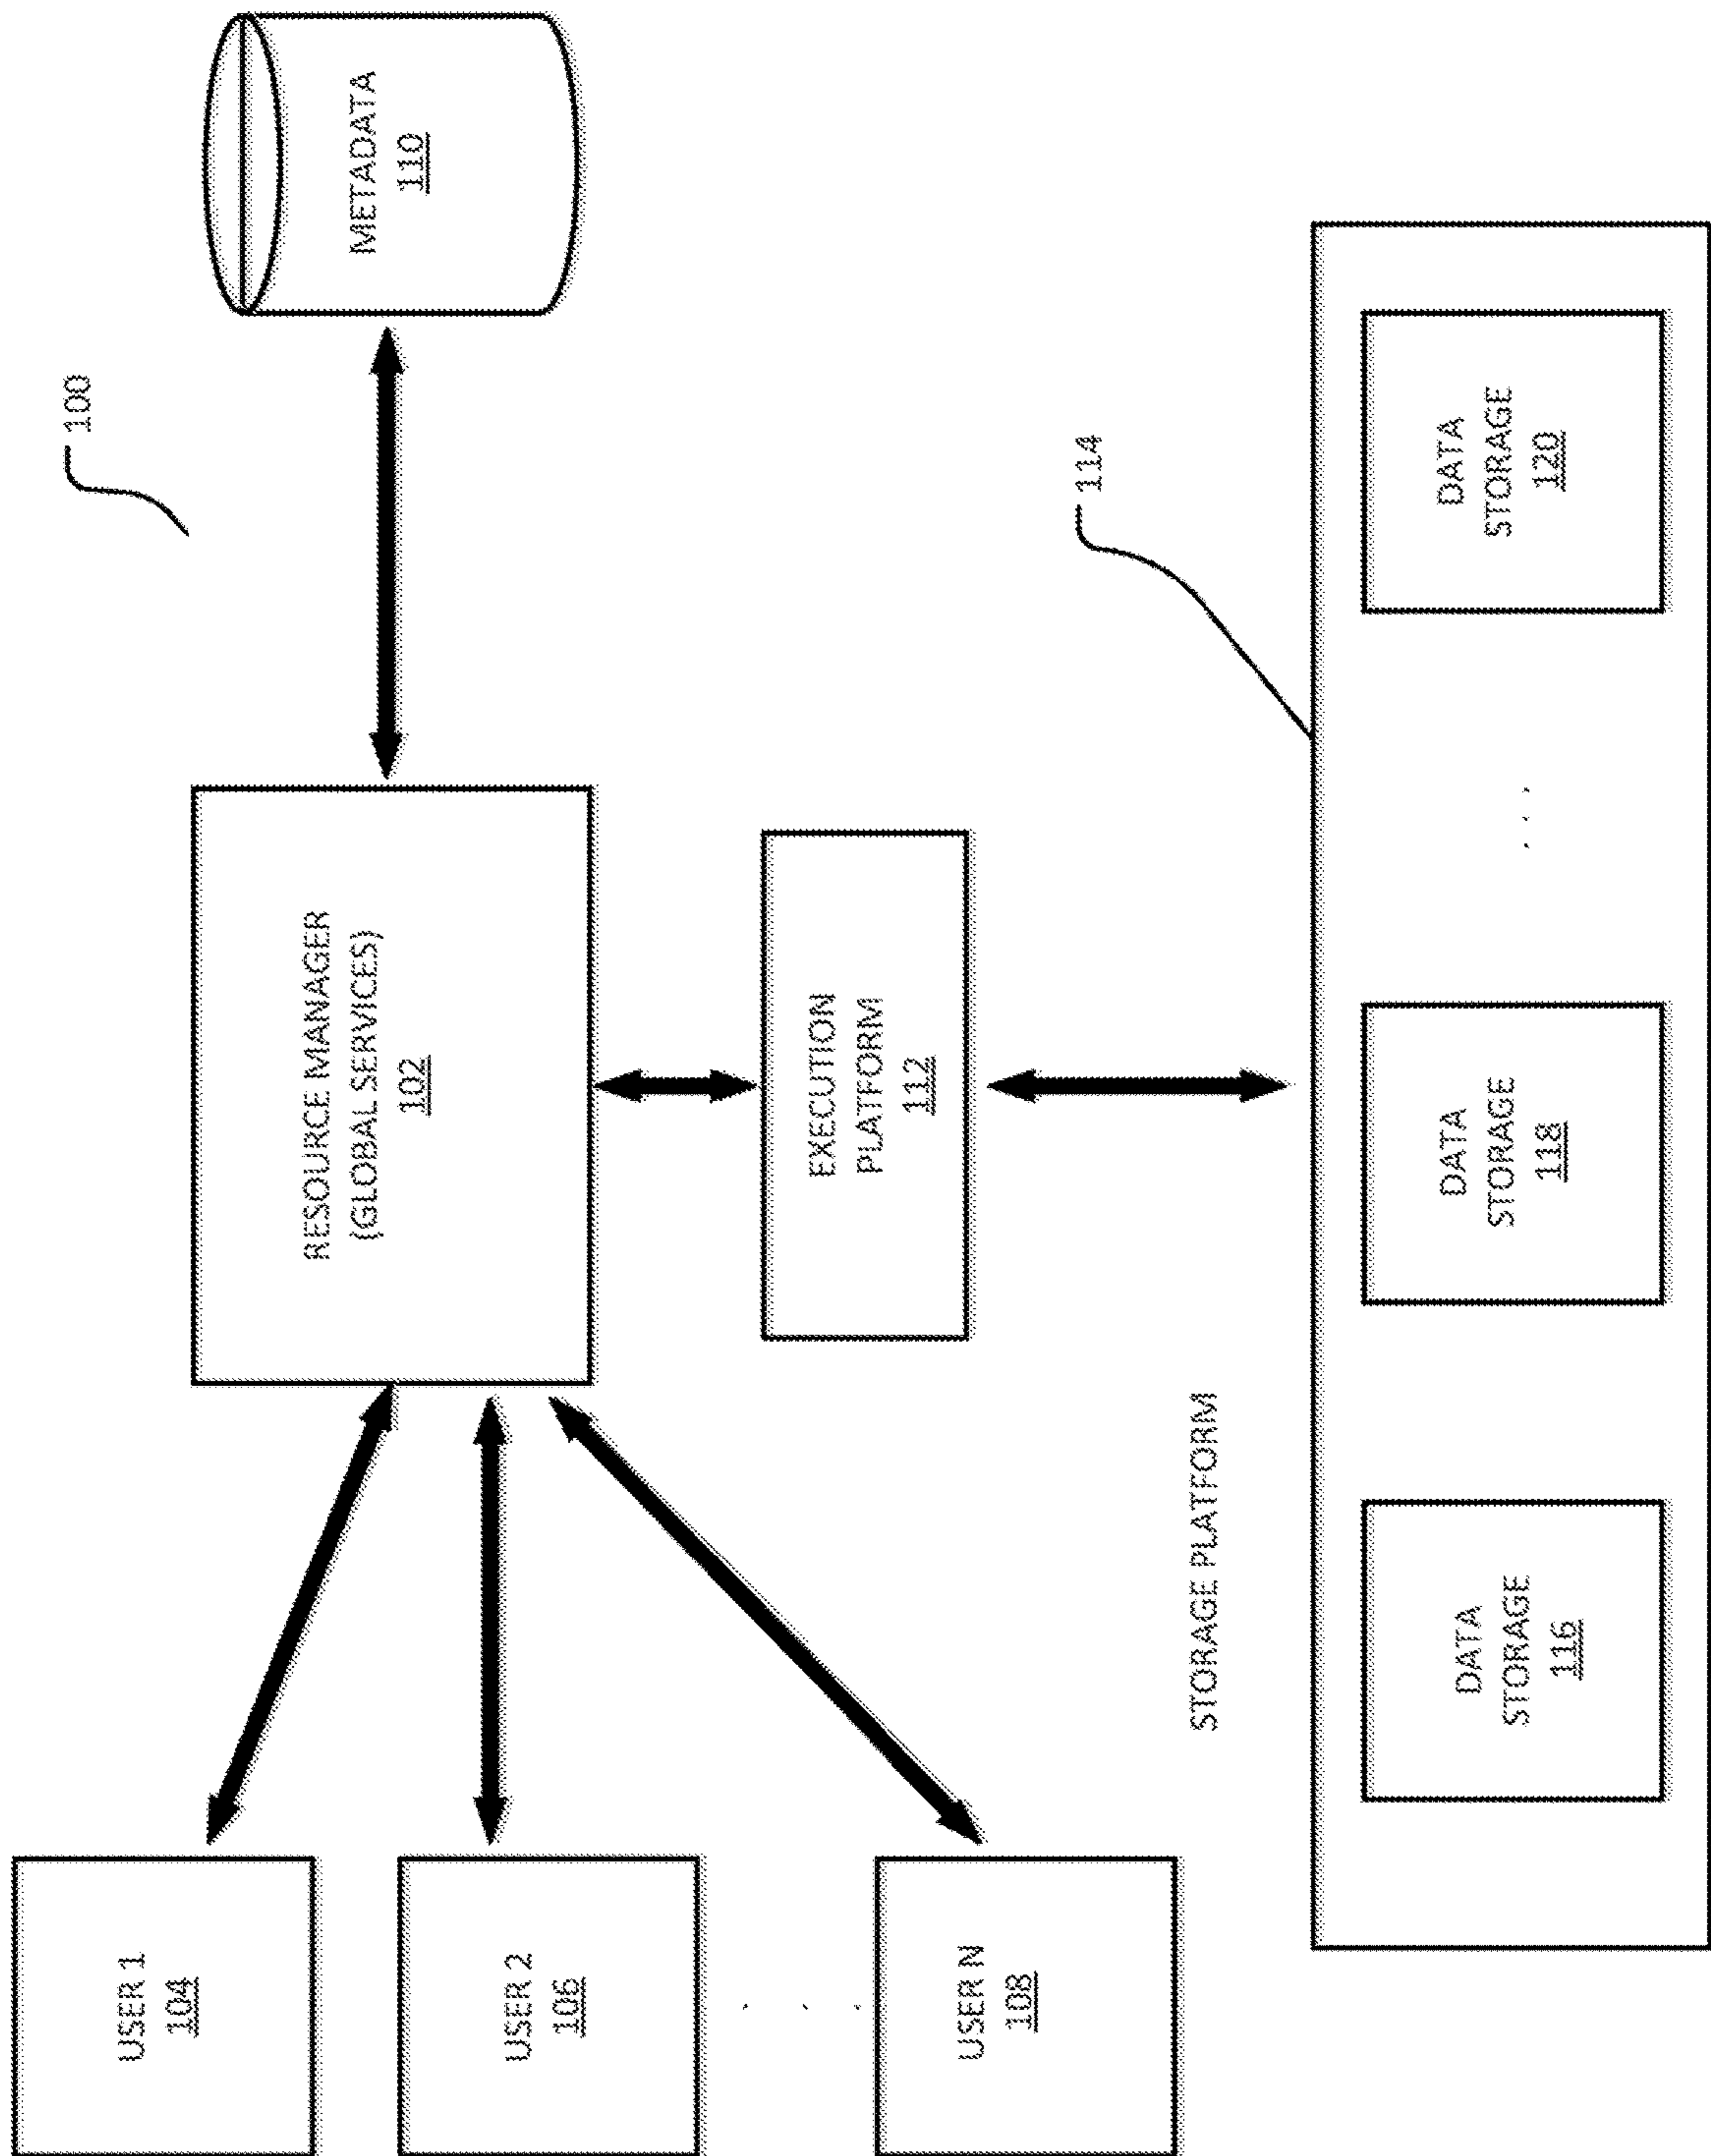 100
USER 1
104
USER 2
106
.
.
.
USER N
108
RESOURCE MANAGER
(GLOBAL SERVICES)
102
METADATA
110
EXECUTION
PLATFORM
112
STORAGE PLATFORM
114
DATA
STORAGE
116
DATA
STORAGE
118
. . .
DATA
STORAGE
120